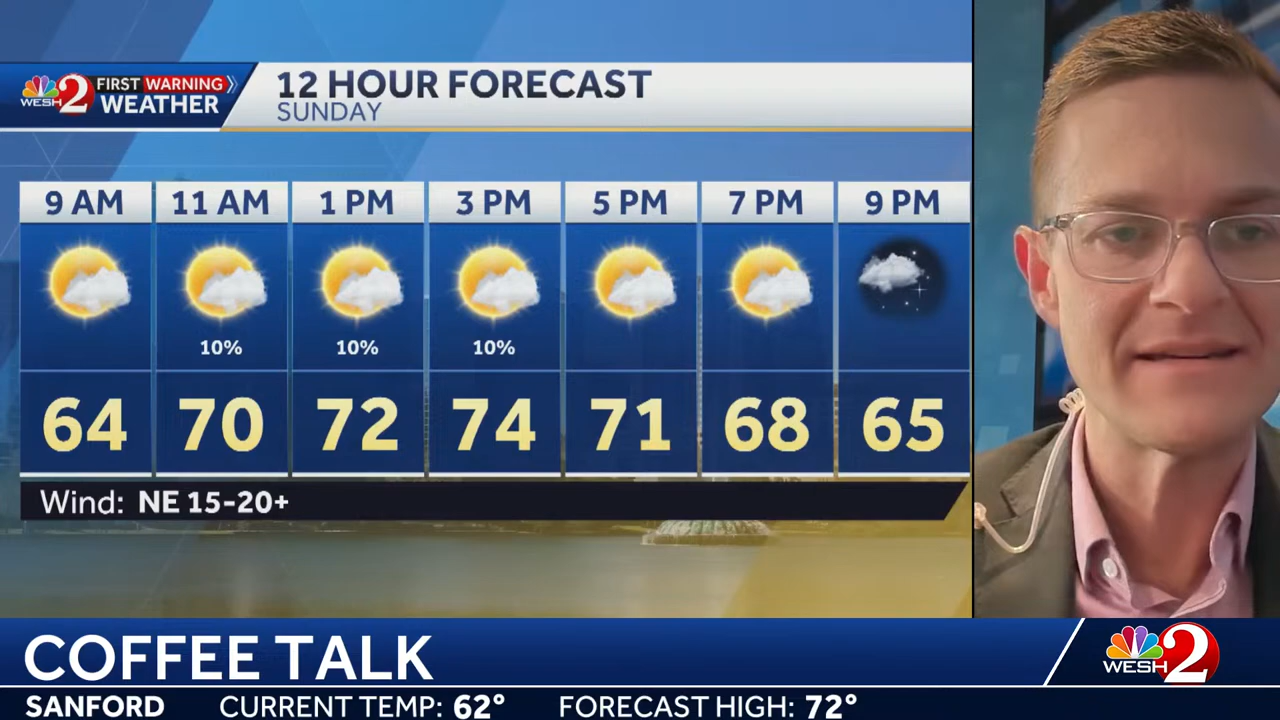 WESH 2 FIRST WARNING
WEATHER
12 HOUR FORECAST
SUNDAY
9 AM 11 AM 1 PM 3 PM 5 PM 7 PM 9 PM
10% 10% 10%
64 70 72 74 71 68 65
Wind: NE 15-20+
COFFEE TALK
WESH 2
SANFORD CURRENT TEMP: 62° FORECAST HIGH: 72°